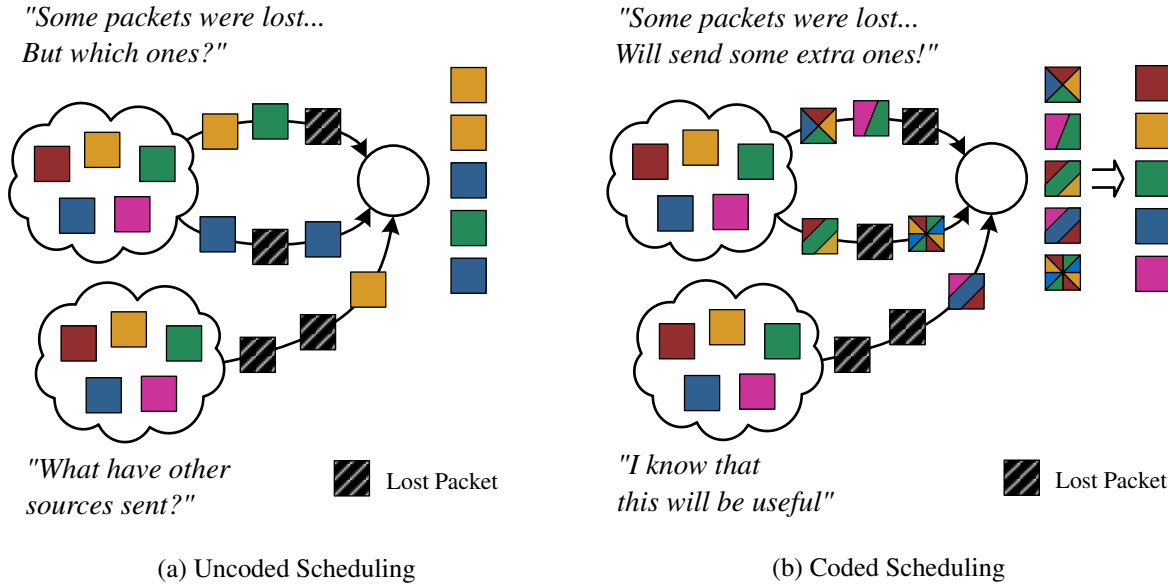 "Some packets were lost...
But which ones?"
"What have other
sources sent?"
Lost Packet
(a) Uncoded Scheduling
"Some packets were lost...
Will send some extra ones!"
"I know that
this will be useful"
Lost Packet
(b) Coded Scheduling